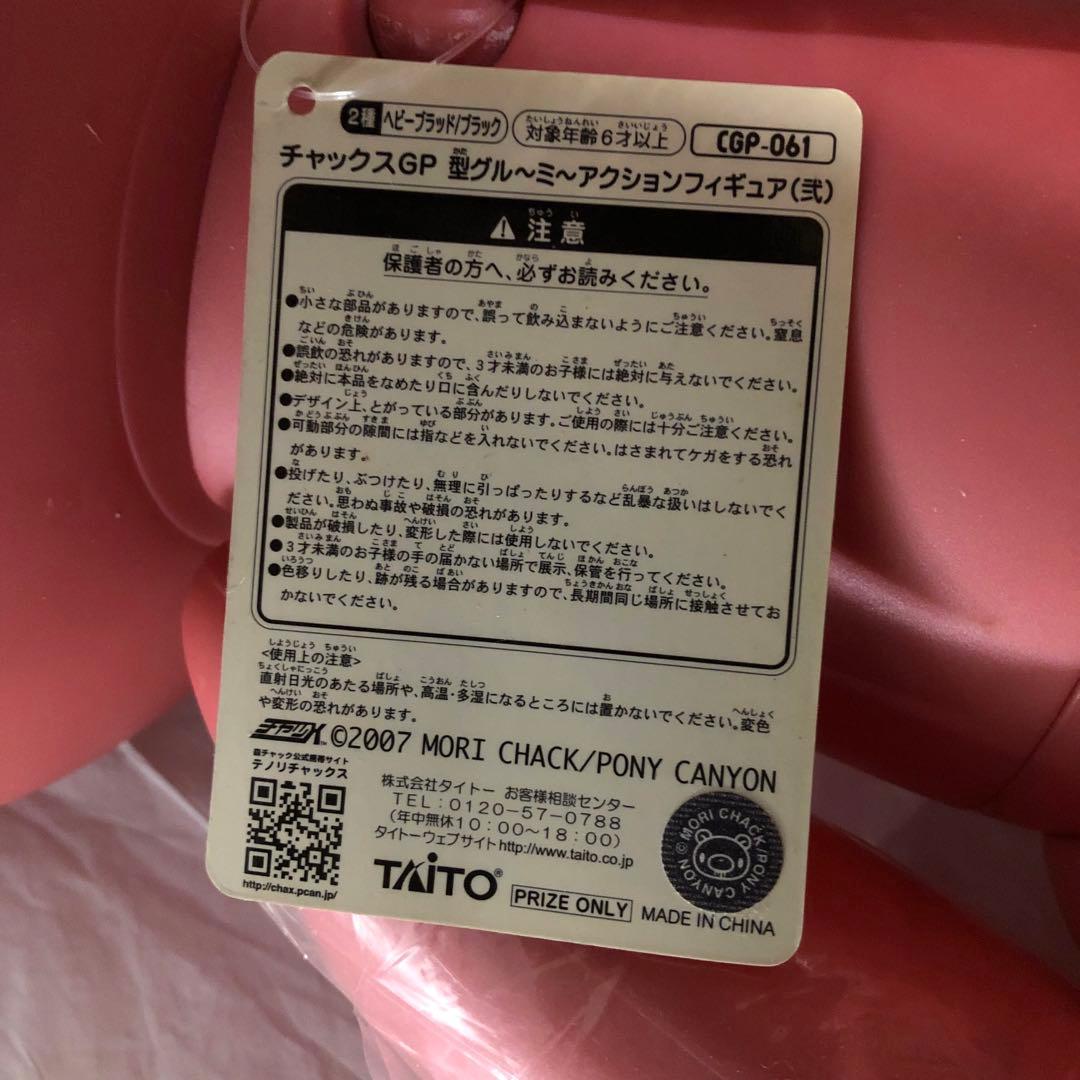 2種 ヘビーブラッド/ブラック 対象年齢6才以上 CGP-061
チャックスGP 型グル〜ミ〜アクションフィギュア(弐)
⚠ 注意
保護者の方へ、必ずお読みください。
●小さな部品がありますので、誤って飲み込まないようにご注意ください。窒息
などの危険があります。
●誤飲の恐れがありますので、3才未満のお子様には絶対に与えないでください。
●絶対に本品をなめたり口に含んだりしないでください。
●デザイン上、とがっている部分があります。ご使用の際には十分ご注意ください。
●可動部分の隙間には指などを入れないでください。はさまれてケガをする恐れ
があります。
●投げたり、ぶつけたり、無理に引っぱったりするなど乱暴な扱いはしないでく
ださい。思わぬ事故や破損の恐れがあります。
●製品が破損したり、変形した際には使用しないでください。
●3才未満のお子様の手の届かない場所で展示、保管を行ってください。
●色移りしたり、跡が残る場合がありますので、長期間同じ場所に接触させてお
かないでください。
<使用上の注意>
直射日光のあたる場所や、高温・多湿になるところには置かないでください。変色
や変形の恐れがあります。
チャックス ©2007 MORI CHACK/PONY CANYON
森チャック公式携帯サイト
テノリチャックス
http://chax.pcan.jp/
株式会社タイトー お客様相談センター
TEL:0120-57-0788
(年中無休10:00〜18:00)
タイトーウェブサイト http://www.taito.co.jp
TAITO® PRIZE ONLY MADE IN CHINA
©MORI CHACK/PONY CANYON